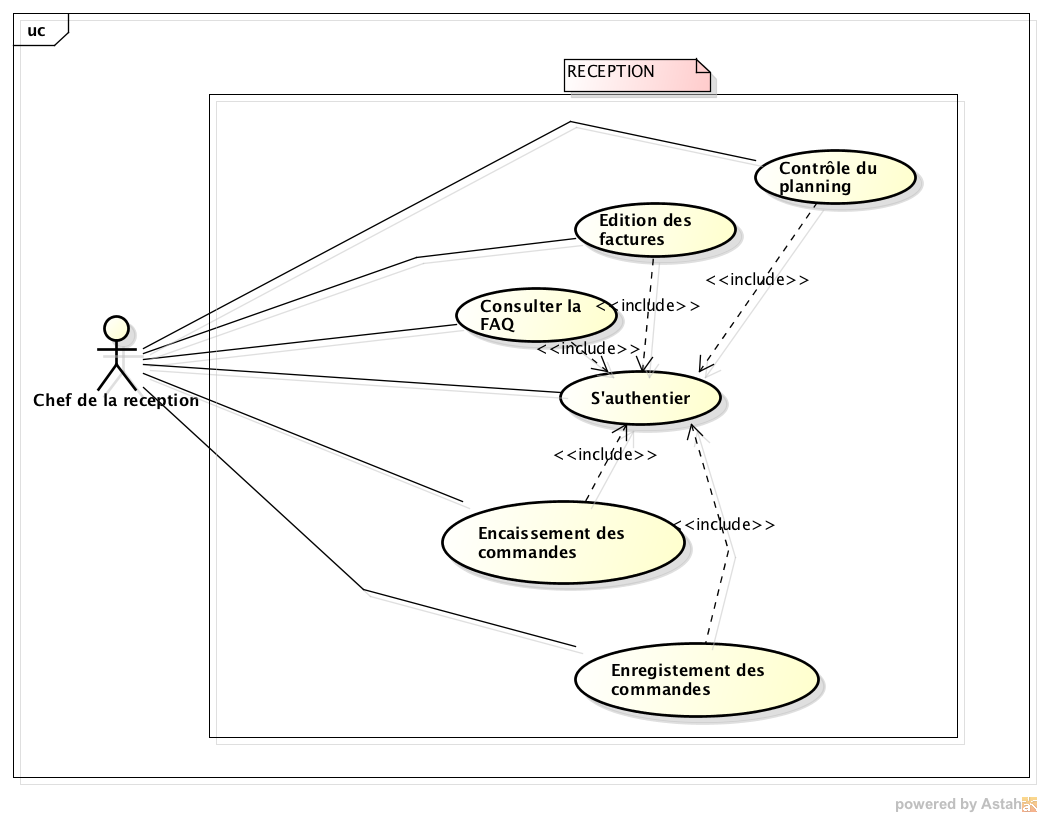 uc
RECEPTION
Contrôle du
planning
Edition des
factures
<<include>>
Consulter la
FAQ
<<include>>
<<include>>
S'authentier
Chef de la reception
<<include>>
Encaissement des
commandes
<<include>>
Enregistement des
commandes
powered by Astah